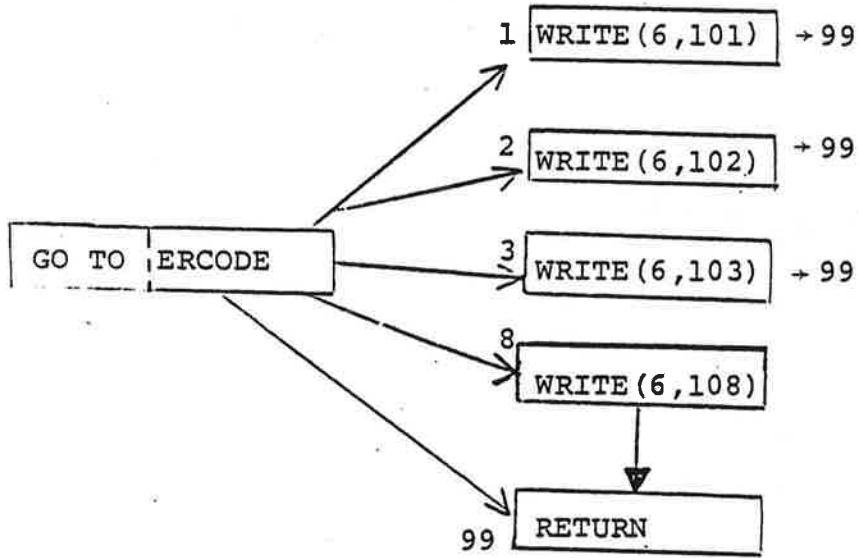 1 WRITE(6,101) → 99
2 WRITE(6,102) → 99
GO TO ERCODE
3 WRITE(6,103) → 99
8 WRITE(6,108)
99 RETURN